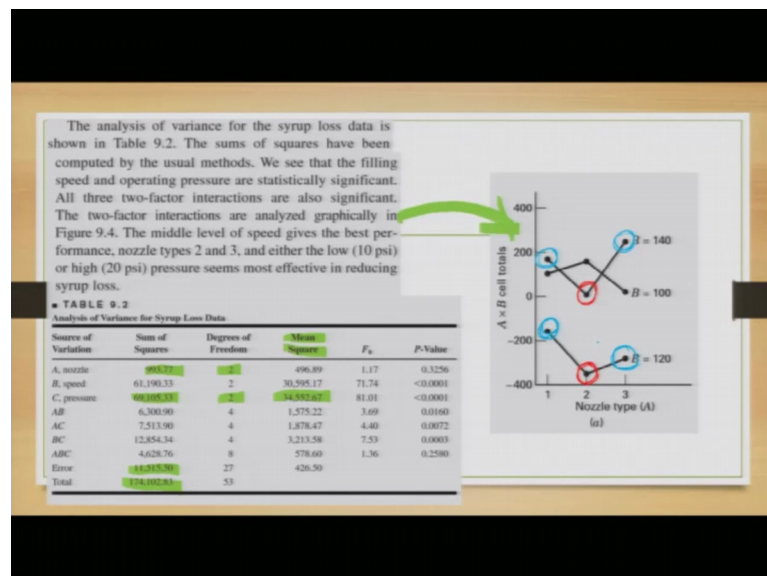 The analysis of variance for the syrup loss data is
shown in Table 9.2. The sums of squares have been
computed by the usual methods. We see that the filling
speed and operating pressure are statistically significant.
All three two-factor interactions are also significant.
The two-factor interactions are analyzed graphically in
Figure 9.4. The middle level of speed gives the best per-
formance, nozzle types 2 and 3, and either the low (10 psi)
or high (20 psi) pressure seems most effective in reducing
syrup loss.
TABLE 9.2
Analysis of Variance for Syrup Loss Data
Source of Variation Sum of Squares Degrees of Freedom Mean Square F₀ P-Value
A, nozzle 993.77 2 496.89 1.17 0.3256
B, speed 61,190.33 2 30,595.17 71.74 <0.0001
C, pressure 69,105.33 2 34,552.67 81.01 <0.0001
AB 6,300.90 4 1,575.22 3.69 0.0160
AC 7,513.90 4 1,878.47 4.40 0.0072
BC 12,854.34 4 3,213.58 7.53 0.0003
ABC 4,628.76 8 578.60 1.36 0.2580
Error 11,515.50 27 426.50
Total 174,102.83 53
A × B cell totals
400
200
0
-200
-400
B = 140
B = 100
B = 120
1 2 3
Nozzle type (A)
(a)